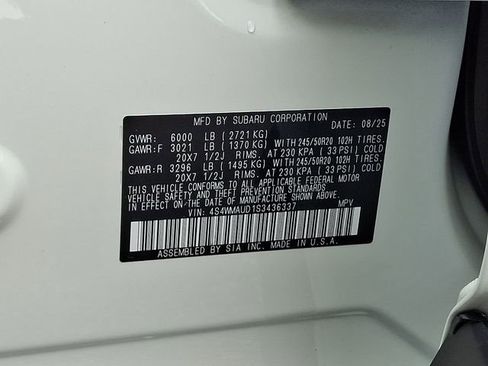 MFD BY SUBARU CORPORATION DATE 08/25
GVWR: 6000 LB (2721 KG)
GAWR:F 3021 LB (1370 KG) WITH 245/50R20 102H TIRES.
20X7 1/2J RIMS. AT 230 KPA (33 PSI) COLD
GAWR:R 3296 LB (1495 KG) WITH 245/50R20 102H TIRES.
20X7 1/2J RIMS. AT 230 KPA (33 PSI) COLD
THIS VEHICLE CONFORMS TO ALL APPLICABLE FEDERAL MOTOR
VEHICLE SAFETY AND THEFT PREVENTION STANDARDS
IN EFFECT ON THE DATE OF MANUFACTURE SHOWN ABOVE.
VIN: 4S4WMAUD1S3436337 MPV
ASSEMBLED BY SIA INC. MADE IN U.S.A.